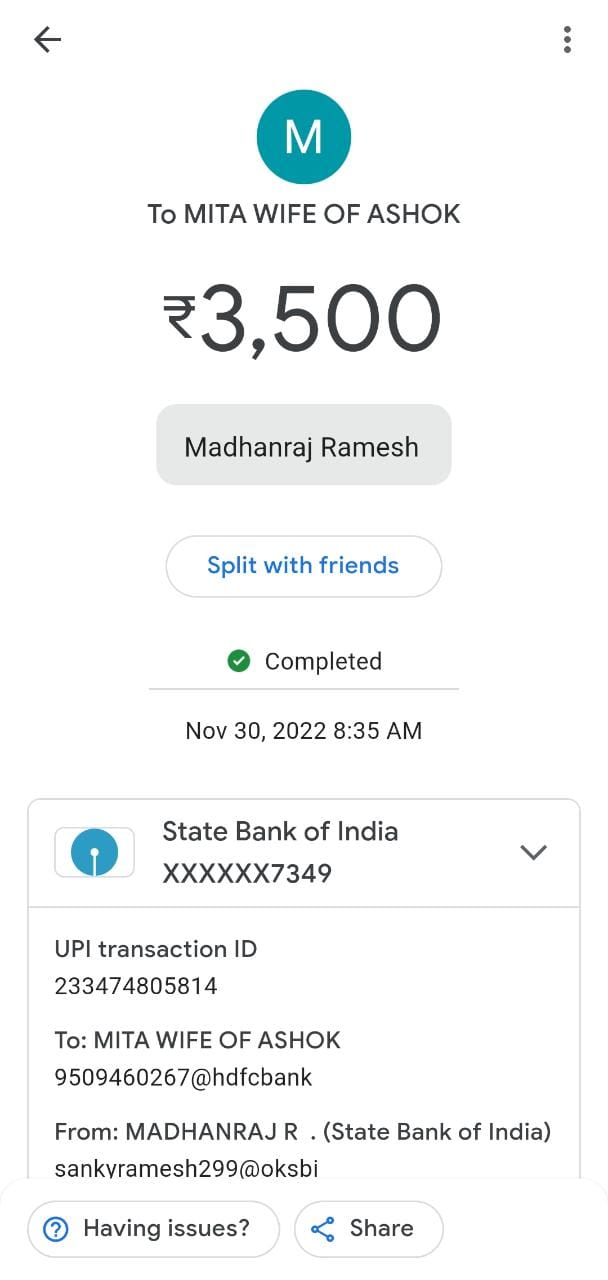 M
To MITA WIFE OF ASHOK
₹3,500
Madhanraj Ramesh
Split with friends
Completed
Nov 30, 2022 8:35 AM
State Bank of India
XXXXXX7349
UPI transaction ID
233474805814
To: MITA WIFE OF ASHOK
9509460267@hdfcbank
From: MADHANRAJ R . (State Bank of India)
sankyramesh299@oksbi
Having issues? Share